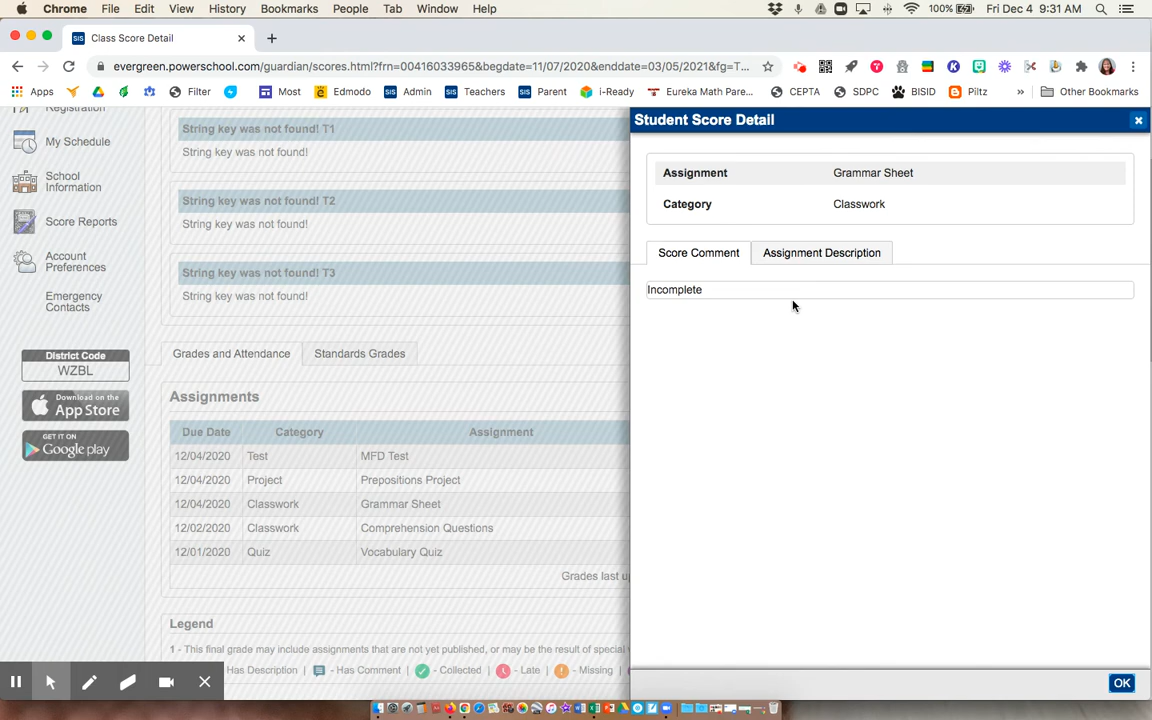 Chrome File Edit View History Bookmarks People Tab Window Help 100% Fri Dec 4 9:31 AM
Class Score Detail
evergreen.powerschool.com/guardian/scores.html?frn=00416033965&begdate=11/07/2020&enddate=03/05/2021&fg=T...
Apps Filter Most Edmodo Admin Teachers Parent i-Ready Eureka Math Pare... CEPTA SDPC BISID Piltz » Other Bookmarks
Registration
My Schedule
School
Information
Score Reports
Account
Preferences
Emergency
Contacts
District Code
WZBL
Download on the
App Store
GET IT ON
Google play
String key was not found! T1
String key was not found!
String key was not found! T2
String key was not found!
String key was not found! T3
String key was not found!
Grades and Attendance Standards Grades
Assignments
Due Date Category Assignment
12/04/2020 Test MFD Test
12/04/2020 Project Prepositions Project
12/04/2020 Classwork Grammar Sheet
12/02/2020 Classwork Comprehension Questions
12/01/2020 Quiz Vocabulary Quiz
Grades last
Legend
1 - This final grade may include assignments that are not yet published, or may be the result of special
Has Description | - Has Comment | - Collected | - Late | - Missing |
Student Score Detail
Assignment Grammar Sheet
Category Classwork
Score Comment Assignment Description
Incomplete
OK